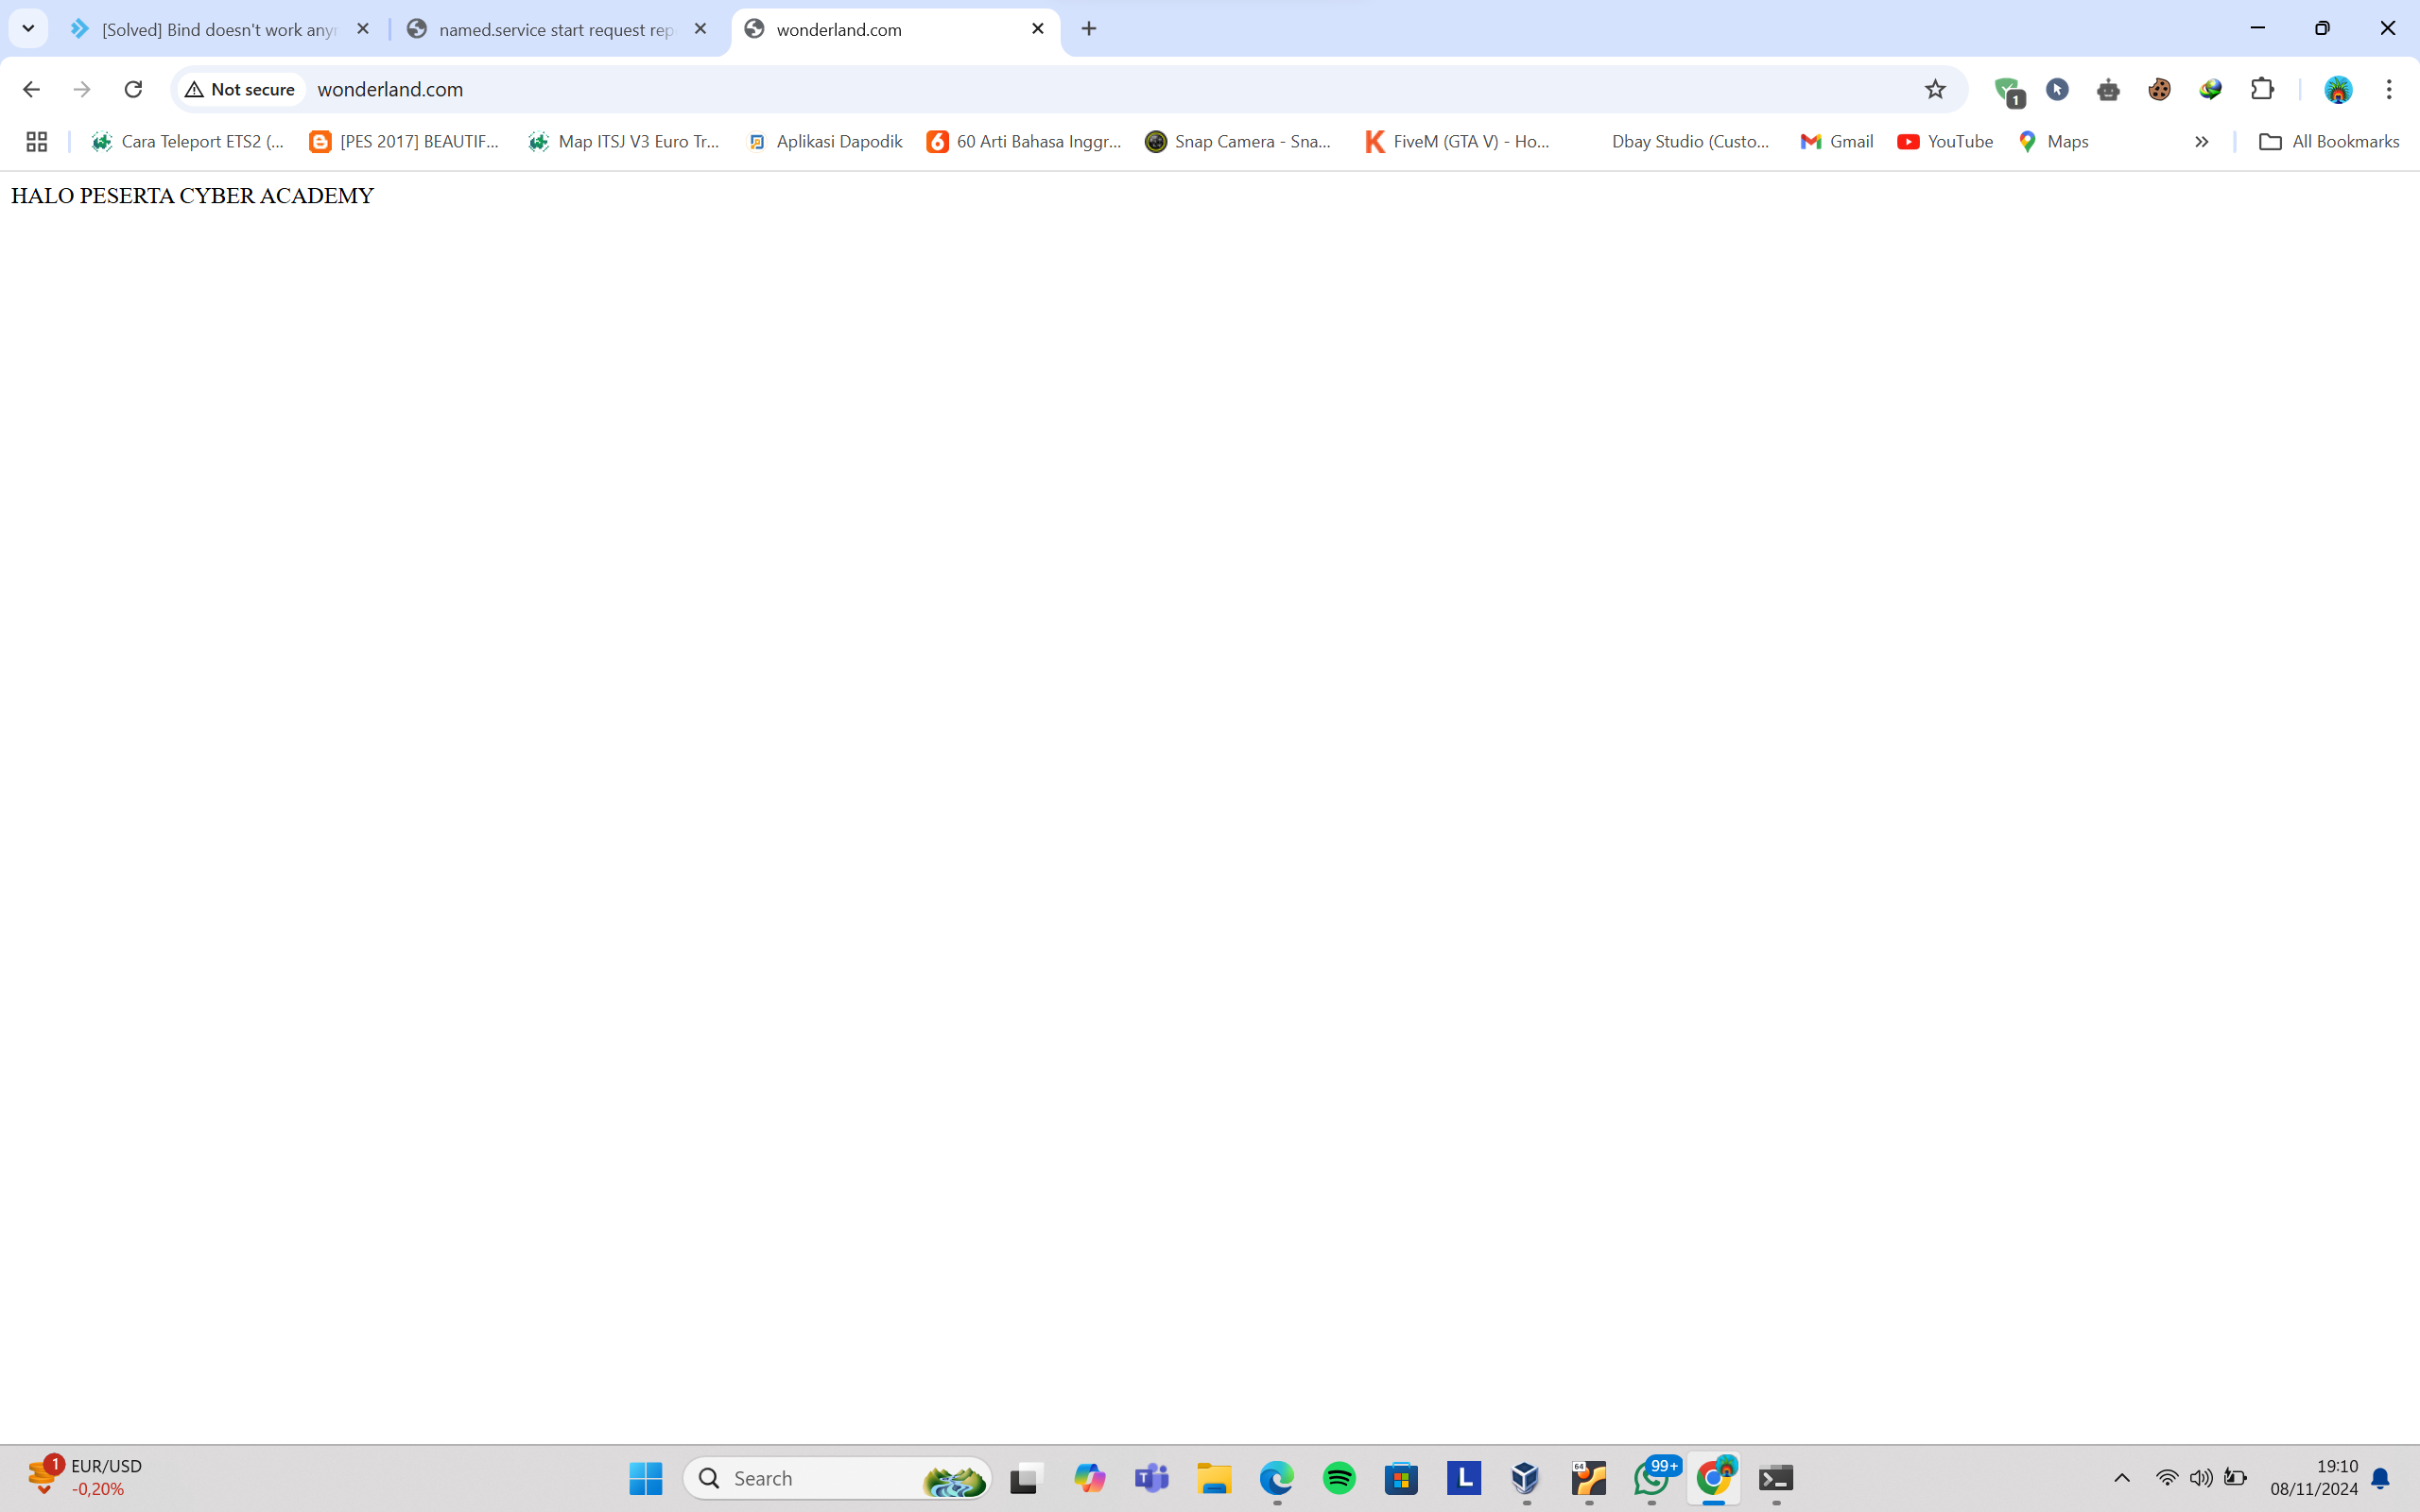 [Solved] Bind doesn't work any
named.service start request rep
wonderland.com
Not secure
wonderland.com
1
Cara Teleport ETS2 (...
[PES 2017] BEAUTIF...
Map ITSJ V3 Euro Tr...
Aplikasi Dapodik
60 Arti Bahasa Inggr...
Snap Camera - Sna...
FiveM (GTA V) - Ho...
Dbay Studio (Custo...
Gmail
YouTube
Maps
All Bookmarks
HALO PESERTA CYBER ACADEMY
1
EUR/USD
-0,20%
Search
64
99+
19:10
08/11/2024